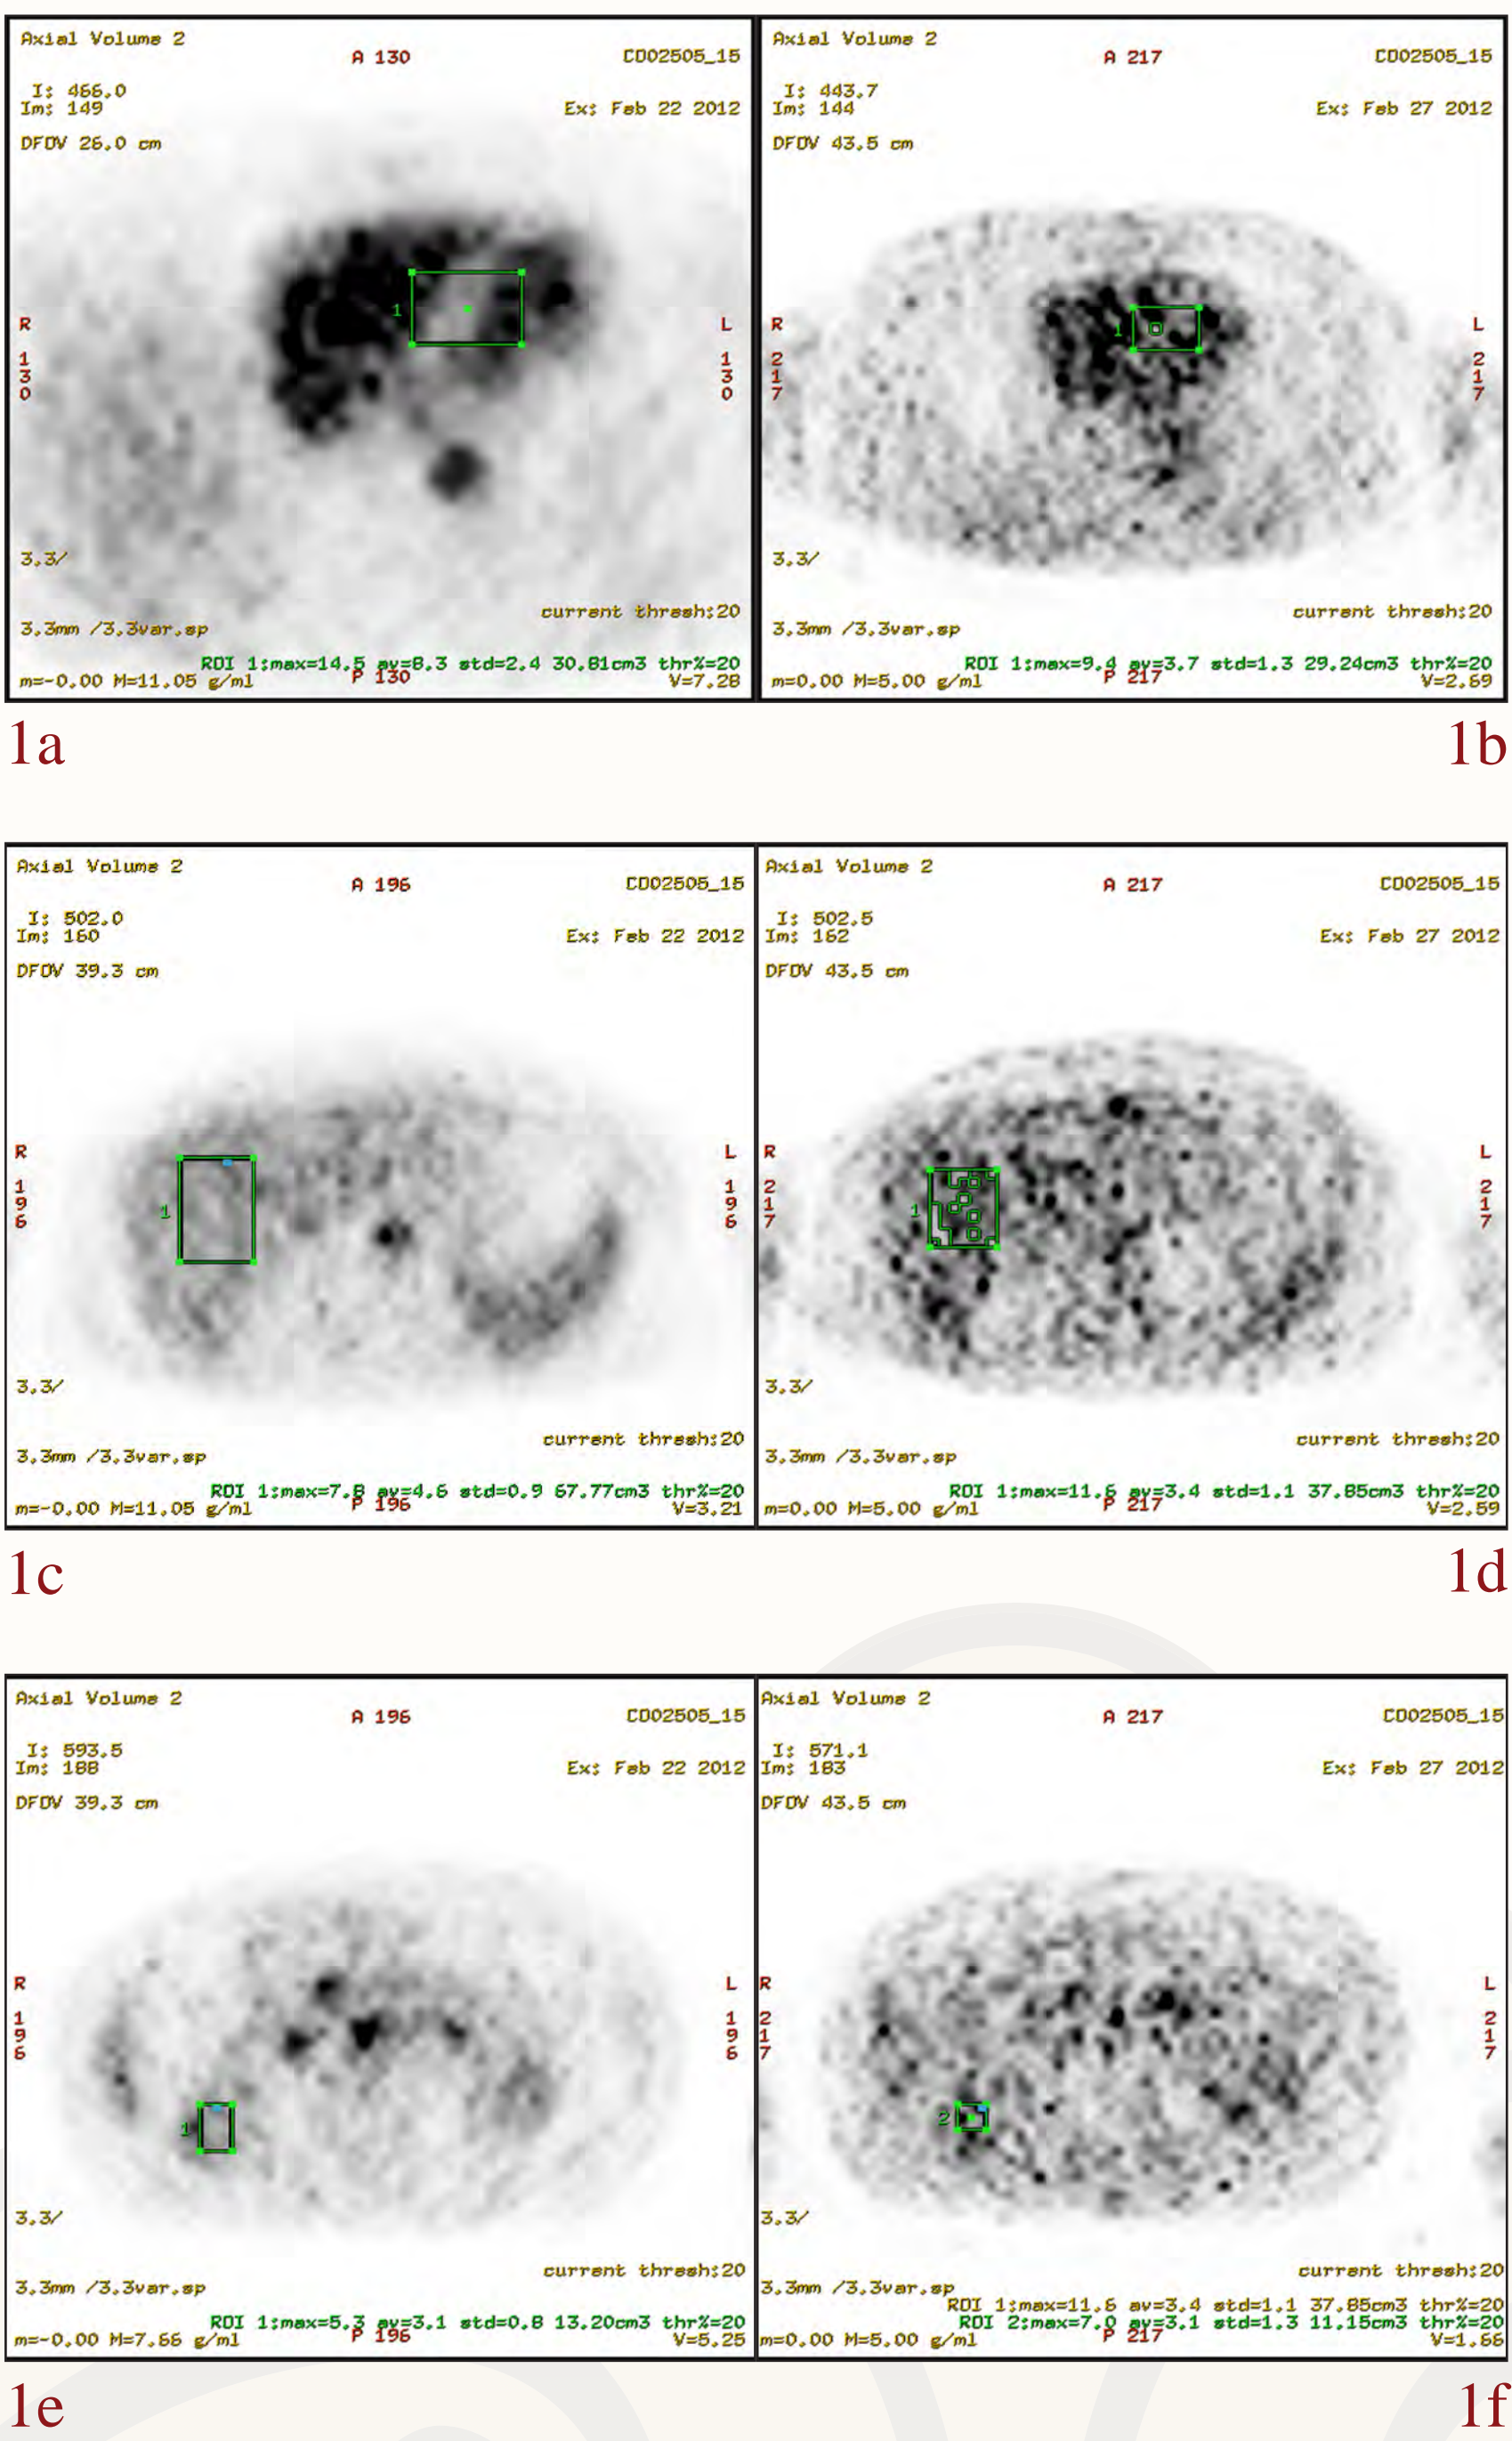 Axial Volume 2
A 130
CD02505_15
I: 466.0
Im: 149
Ex: Feb 22 2012
DFOV 26.0 cm
R
130
1
L
130
3.3/
current thresh:20
3.3mm /3.3var.sp
ROI 1:max=14.5 av=8.3 std=2.4 30.81cm3 thr%=20
P 130
m=-0.00 M=11.05 g/ml
V=7.28
Axial Volume 2
A 217
CD02505_15
I: 443.7
Im: 144
Ex: Feb 27 2012
DFOV 43.5 cm
R
217
1
L
217
3.3/
current thresh:20
3.3mm /3.3var.sp
ROI 1:max=9.4 av=3.7 std=1.3 29.24cm3 thr%=20
P 217
m=0.00 M=5.00 g/ml
V=2.69
1a
1b
Axial Volume 2
A 196
CD02505_15
I: 502.0
Im: 160
Ex: Feb 22 2012
DFOV 39.3 cm
R
196
1
L
196
3.3/
current thresh:20
3.3mm /3.3var.sp
ROI 1:max=7.8 av=4.6 std=0.9 67.77cm3 thr%=20
P 196
m=-0.00 M=11.05 g/ml
V=3.21
Axial Volume 2
A 217
CD02505_15
I: 502.5
Im: 162
Ex: Feb 27 2012
DFOV 43.5 cm
R
217
1
L
217
3.3/
current thresh:20
3.3mm /3.3var.sp
ROI 1:max=11.6 av=3.4 std=1.1 37.85cm3 thr%=20
P 217
m=0.00 M=5.00 g/ml
V=2.59
1c
1d
Axial Volume 2
A 196
CD02505_15
I: 593.5
Im: 188
Ex: Feb 22 2012
DFOV 39.3 cm
R
196
1
L
196
3.3/
current thresh:20
3.3mm /3.3var.sp
ROI 1:max=5.3 av=3.1 std=0.8 13.20cm3 thr%=20
P 196
m=-0.00 M=7.66 g/ml
V=5.25
Axial Volume 2
A 217
CD02505_15
I: 571.1
Im: 183
Ex: Feb 27 2012
DFOV 43.5 cm
R
217
2
L
217
3.3/
current thresh:20
3.3mm /3.3var.sp
ROI 1:max=11.6 av=3.4 std=1.1 37.85cm3 thr%=20
ROI 2:max=7.0 av=3.1 std=1.3 11.15cm3 thr%=20
P 217
m=0.00 M=5.00 g/ml
V=1.66
1e
1f